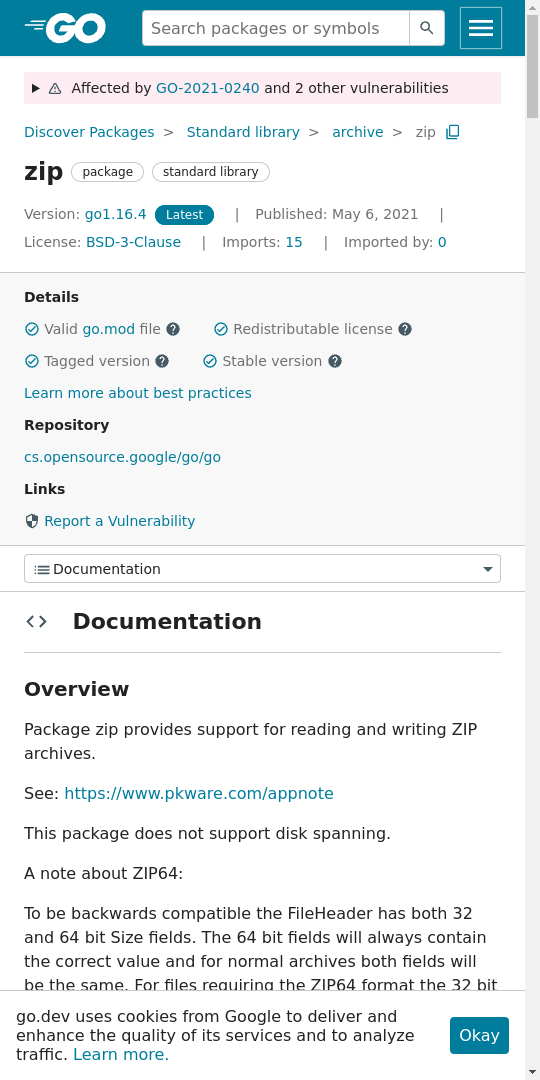 GO
Search packages or symbols
Affected by GO-2021-0240 and 2 other vulnerabilities
Discover Packages > Standard library > archive > zip
zip package standard library
Version: go1.16.4 Latest | Published: May 6, 2021 |
License: BSD-3-Clause | Imports: 15 | Imported by: 0
Details
Valid go.mod file Redistributable license
Tagged version Stable version
Learn more about best practices
Repository
cs.opensource.google/go/go
Links
Report a Vulnerability
Documentation
Documentation
Overview
Package zip provides support for reading and writing ZIP
archives.
See: https://www.pkware.com/appnote
This package does not support disk spanning.
A note about ZIP64:
To be backwards compatible the FileHeader has both 32
and 64 bit Size fields. The 64 bit fields will always contain
the correct value and for normal archives both fields will
be the same. For files requiring the ZIP64 format the 32 bit
go.dev uses cookies from Google to deliver and
enhance the quality of its services and to analyze
traffic. Learn more.
Okay